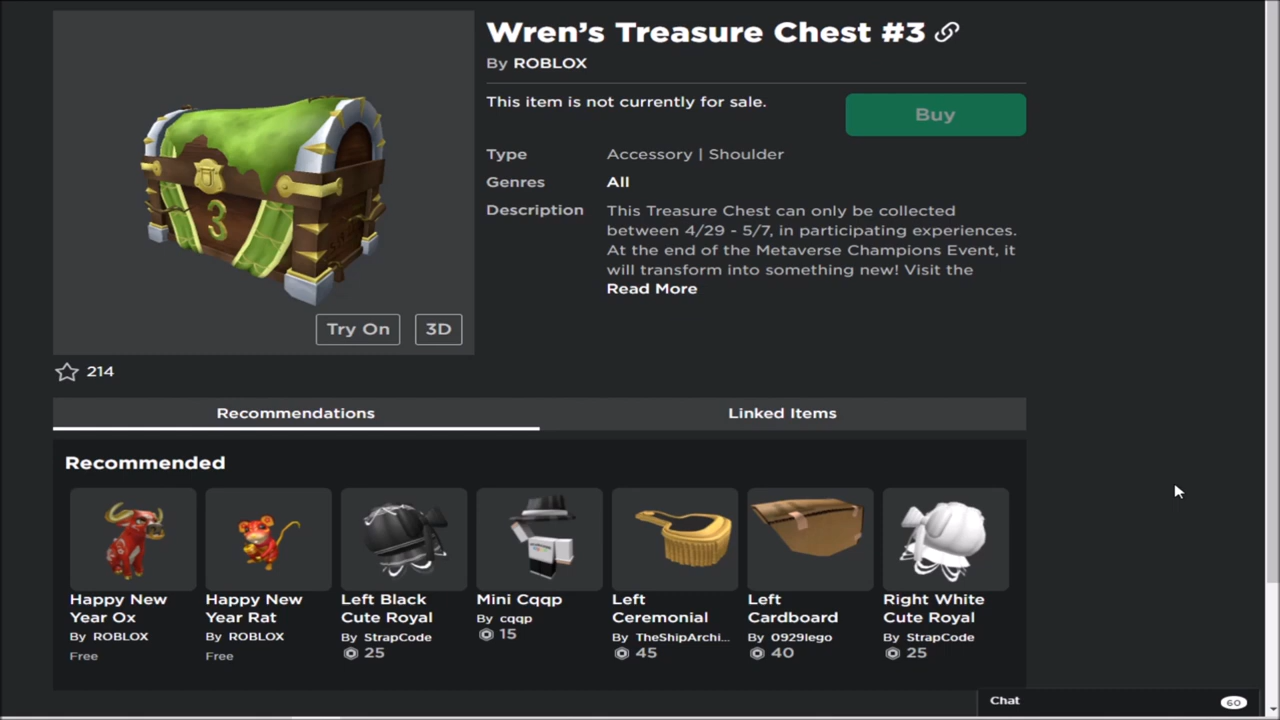 Wren’s Treasure Chest #3
By ROBLOX
This item is not currently for sale.
Buy
Type
Accessory | Shoulder
Genres
All
Description
This Treasure Chest can only be collected
between 4/29 - 5/7, in participating experiences.
At the end of the Metaverse Champions Event, it
will transform into something new! Visit the
Read More
3
Try On
3D
214
Recommendations
Linked Items
Recommended
Happy New
Year Ox
By ROBLOX
Free
Happy New
Year Rat
By ROBLOX
Free
Left Black
Cute Royal
By StrapCode
25
Mini Cqqp
By cqqp
15
Left
Ceremonial
By TheShipArchi...
45
Left
Cardboard
By 0929lego
40
Right White
Cute Royal
By StrapCode
25
Chat
60